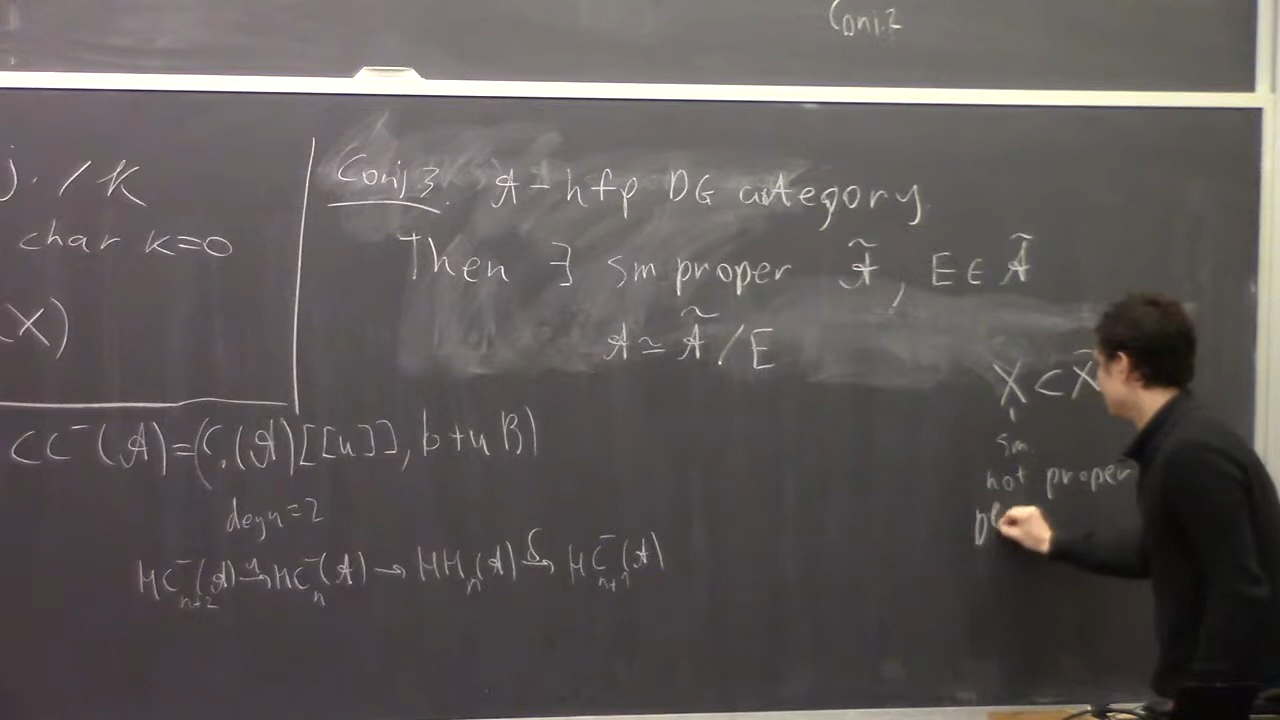 Conj. 2
j. / K
char K=0
(X)
Conj 3. A - hfp DG category
Then ∃ sm proper Ã, E ∈ Ã
A ≃ Ã / E
CC⁻(A)=(C.(A)[[u]], b+uB)
deg u = 2
HC⁻ₙ₊₂(A) →ᵘ HC⁻ₙ(A) → HHₙ(A) →^δ HC⁻ₙ₊₁(A)
X ⊂ X̄
sm.
not proper